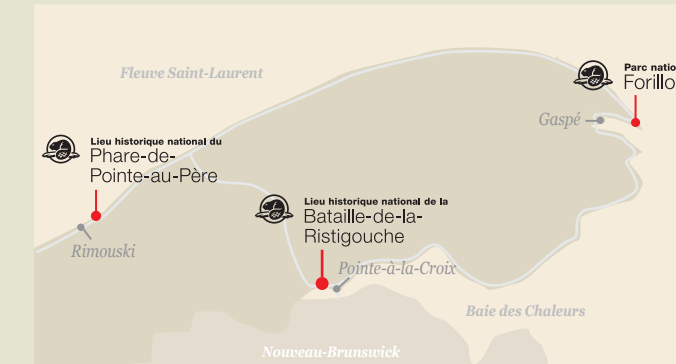 Fleuve Saint-Laurent
Parc natio
Forillo
Gaspé
Lieu historique national du
Phare-de-
Pointe-au-Père
Lieu historique national de la
Bataille-de-la-
Ristigouche
Rimouski
Pointe-à-la-Croix
Baie des Chaleurs
Nouveau-Brunswick